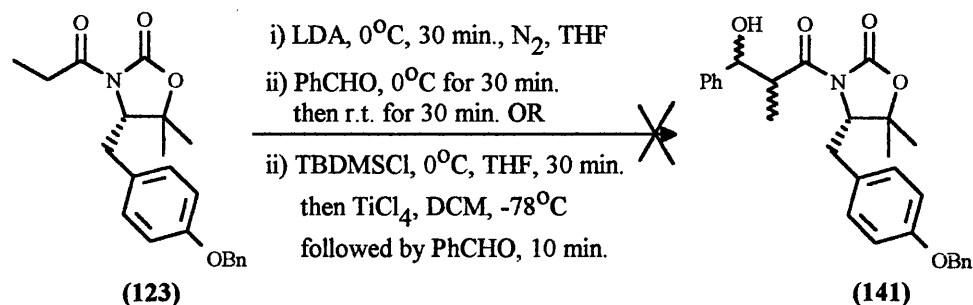 O O
N O
OBn
(123)
i) LDA, 0°C, 30 min., N₂, THF
ii) PhCHO, 0°C for 30 min.
then r.t. for 30 min. OR
ii) TBDMSCl, 0°C, THF, 30 min.
then TiCl₄, DCM, -78°C
followed by PhCHO, 10 min.
OH O O
Ph N O
OBn
(141)